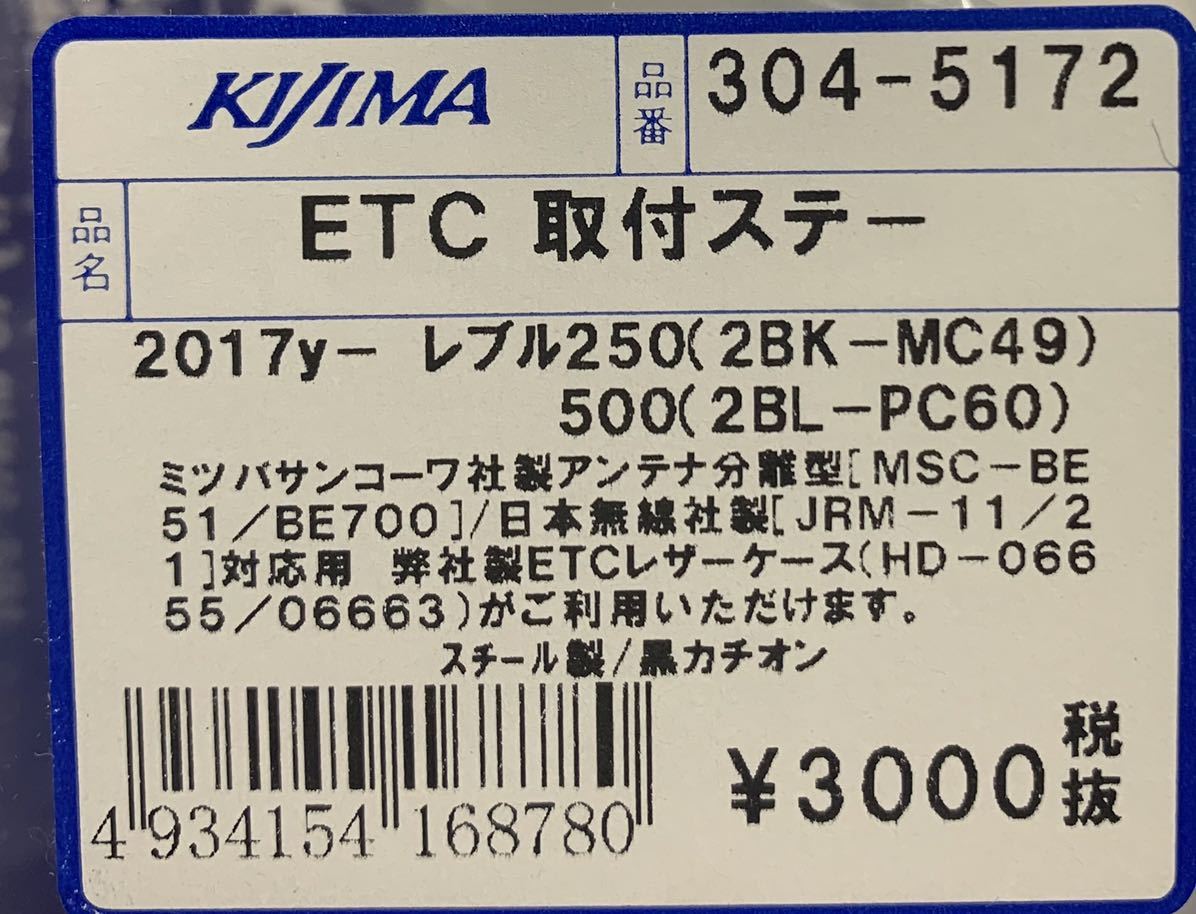 KIJIMA
品番
304-5172
品名
ETC 取付ステー
2017y- レブル250(2BK-MC49)
500(2BL-PC60)
ミツバサンコーワ社製アンテナ分離型[MSC-BE
51/BE700]/日本無線社製[JRM-11/2
1]対応用 弊社製ETCレザーケース(HD-066
55/06663)がご利用いただけます。
スチール製/黒カチオン
¥3000税抜
4934154168780